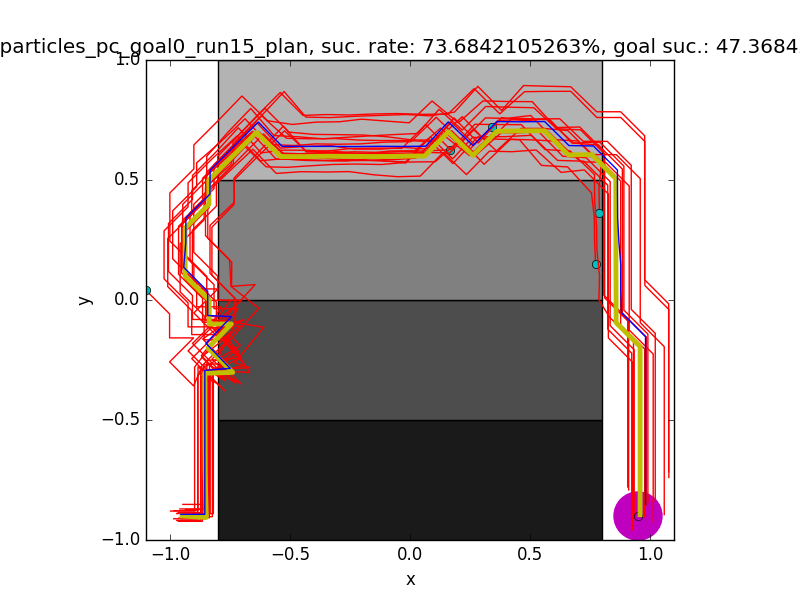 particles_pc_goal0_run15_plan, suc. rate: 73.6842105263%, goal suc.: 47.3684
1.0
0.5
y
0.0
−0.5
−1.0
−1.0 −0.5 0.0 0.5 1.0
x